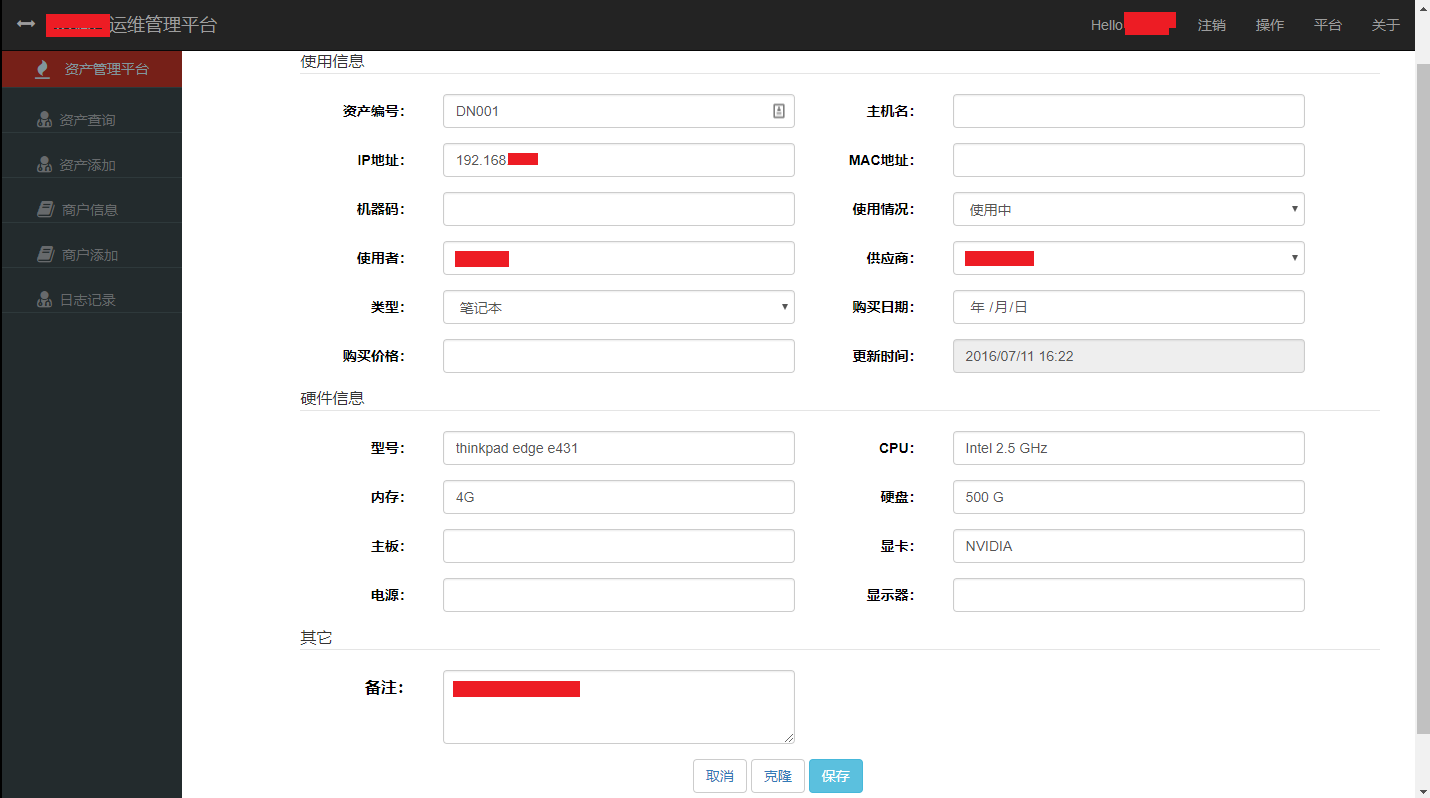 运维管理平台 Hello 注销 操作 平台 关于
资产管理平台
资产查询
资产添加
商户信息
商户添加
日志记录
使用信息
资产编号： DN001 主机名：
IP地址： 192.168 MAC地址：
机器码： 使用情况： 使用中
使用者： 供应商：
类型： 笔记本 购买日期： 年 /月/日
购买价格： 更新时间： 2016/07/11 16:22
硬件信息
型号： thinkpad edge e431 CPU： Intel 2.5 GHz
内存： 4G 硬盘： 500 G
主板： 显卡： NVIDIA
电源： 显示器：
其它
备注：
取消 克隆 保存